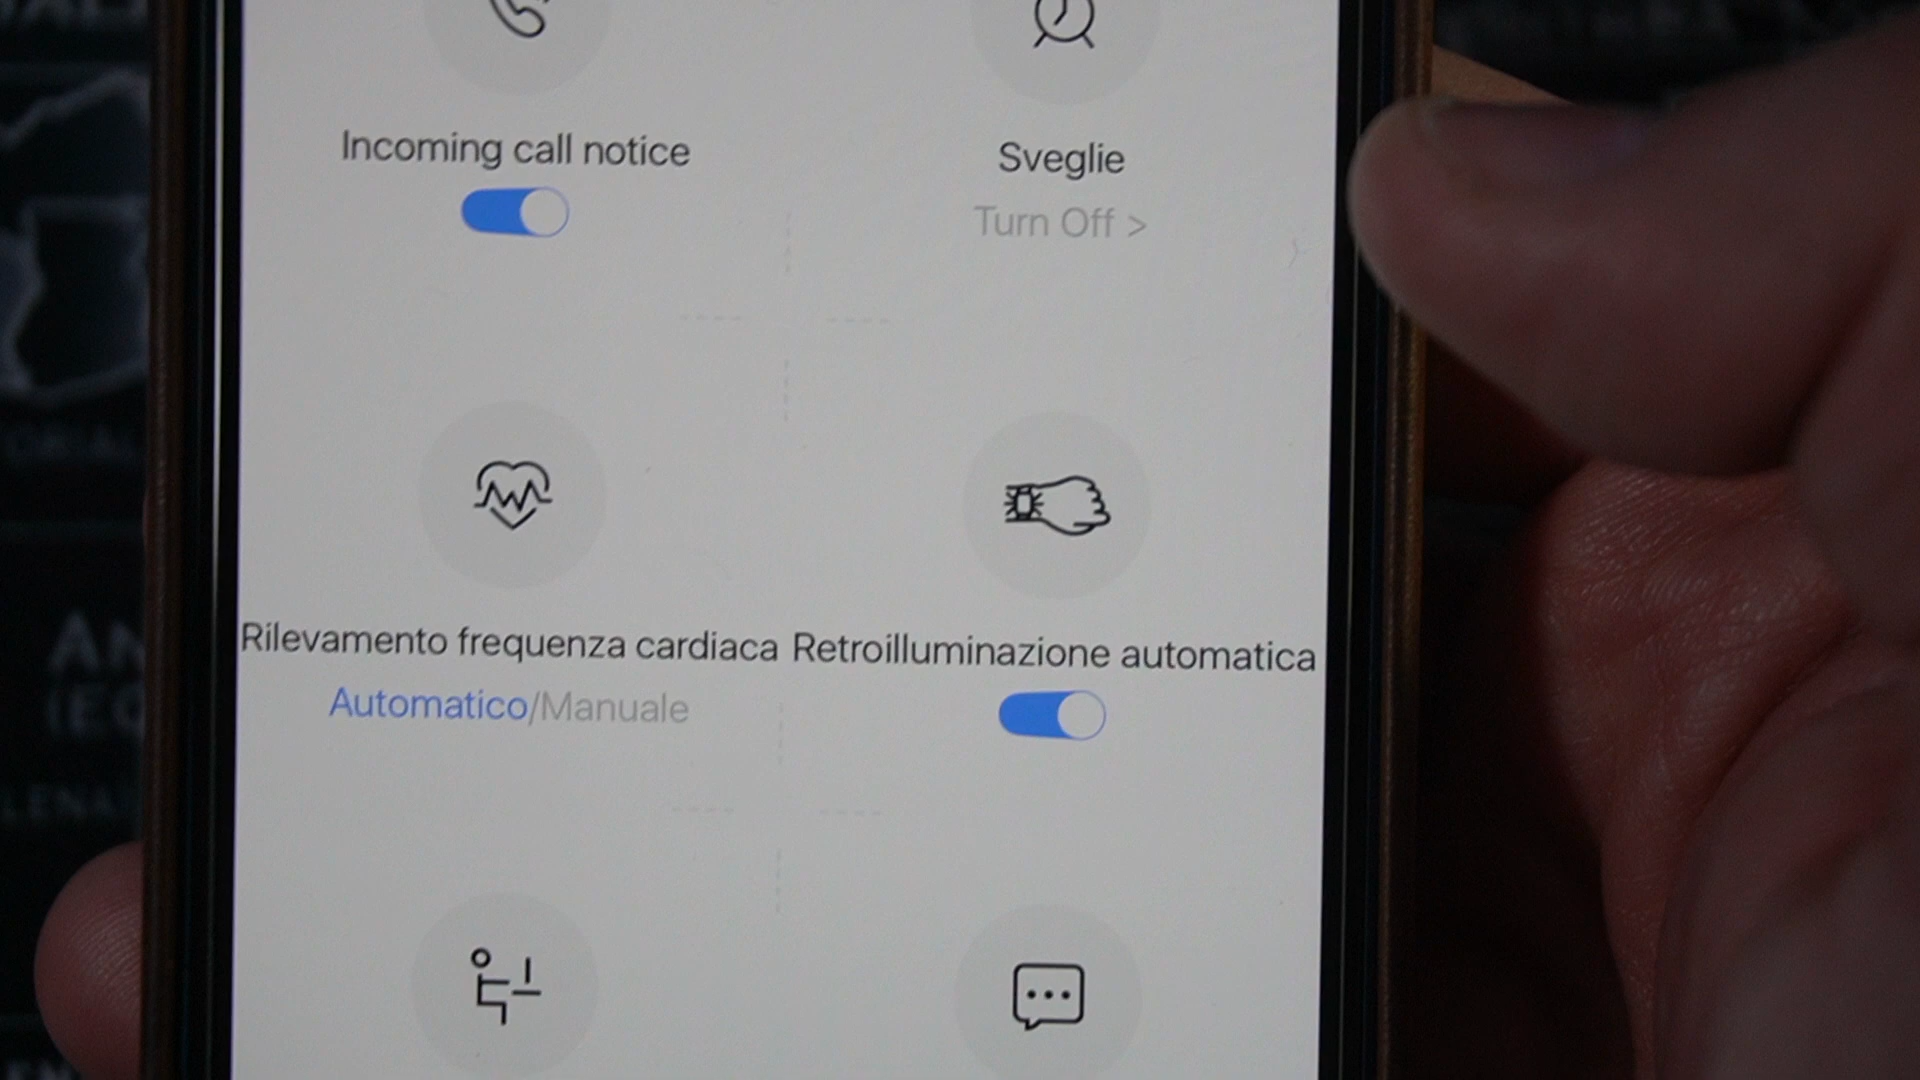 Incoming call notice
Sveglie
Turn Off >
Rilevamento frequenza cardiaca
Retroilluminazione automatica
Automatico/Manuale